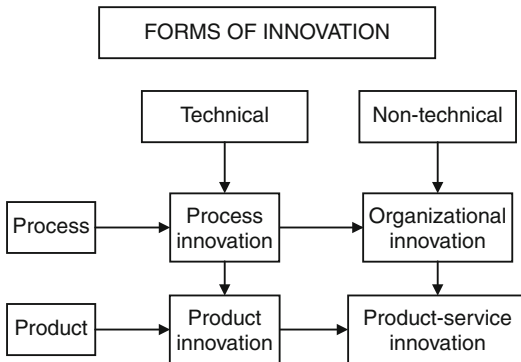 FORMS OF INNOVATION
Technical
Non-technical
Process
Process
innovation
Organizational
innovation
Product
Product
innovation
Product-service
innovation